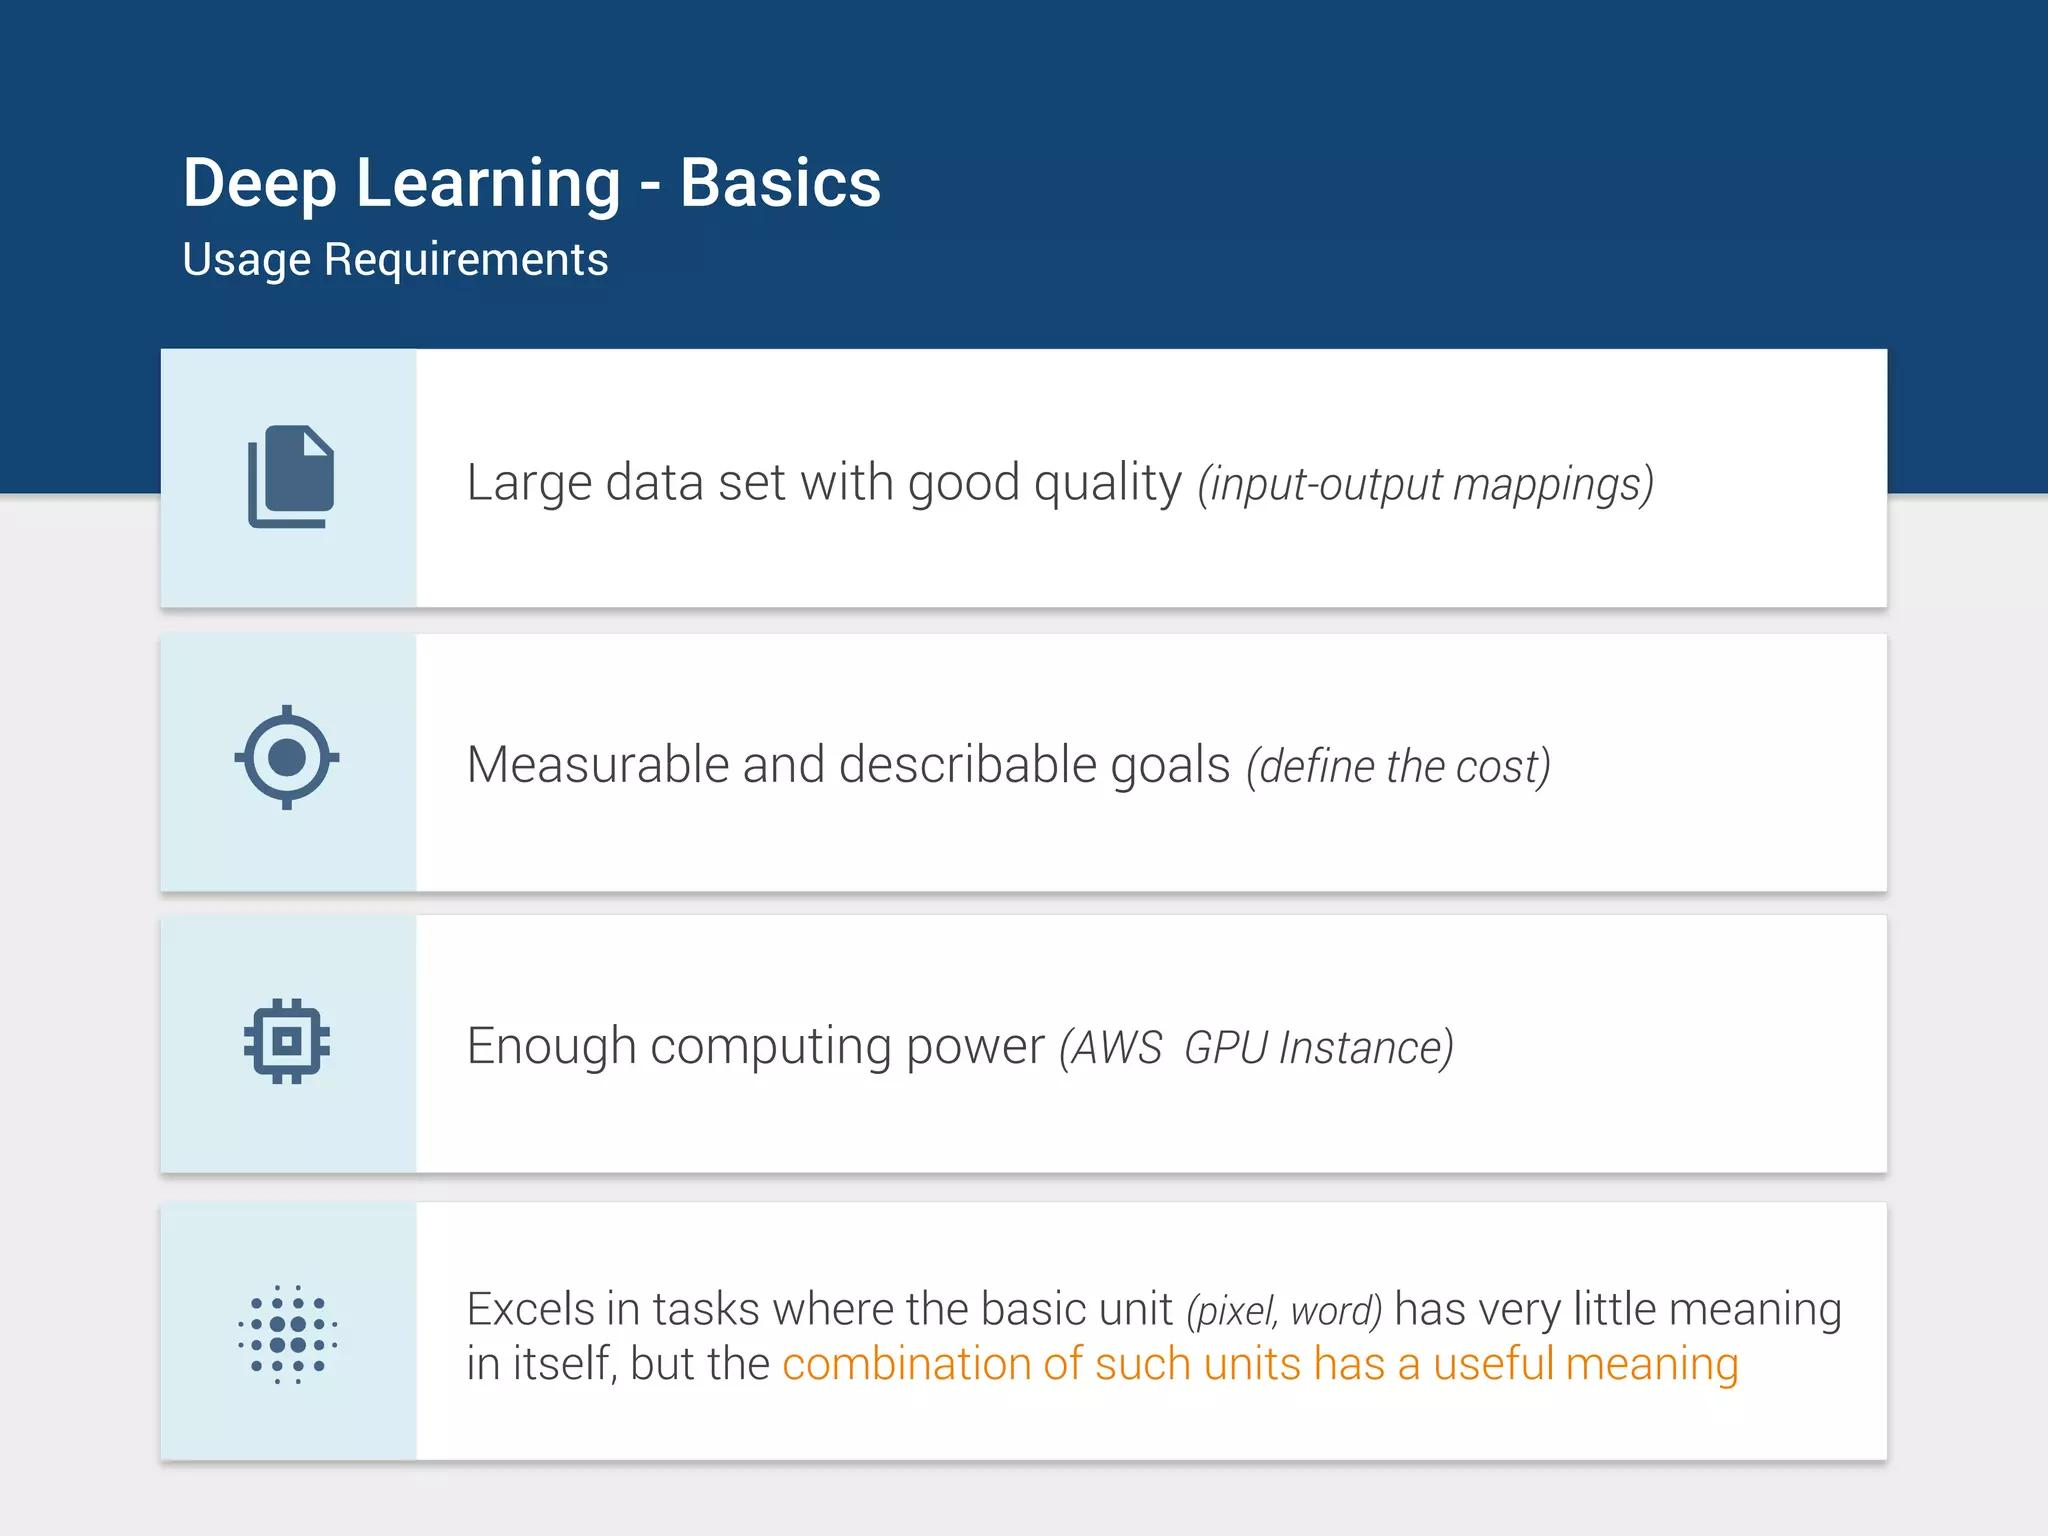 Deep Learning - Basics
Usage Requirements
Large data set with good quality (input-output mappings)
Measurable and describable goals (define the cost)
Enough computing power (AWS  GPU Instance)
Excels in tasks where the basic unit (pixel, word) has very little meaning
in itself, but the combination of such units has a useful meaning